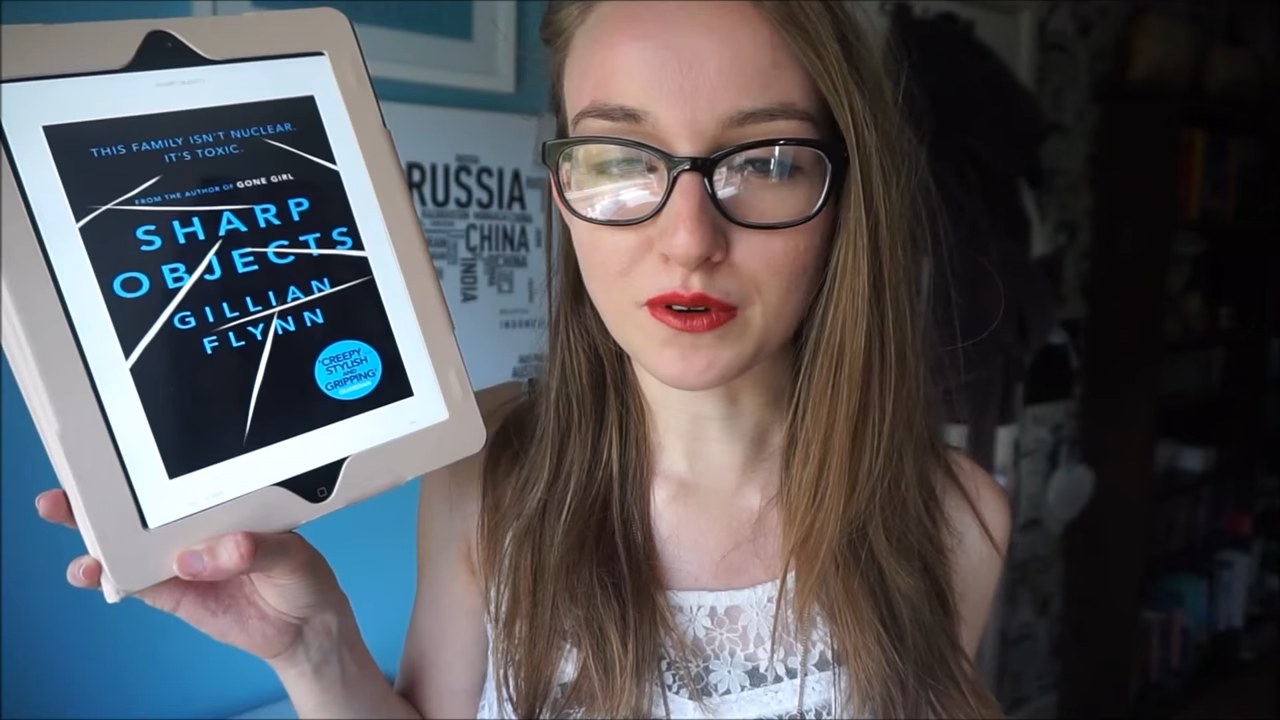 THIS FAMILY ISN'T NUCLEAR.
IT'S TOXIC.
FROM THE AUTHOR OF GONE GIRL
SHARP
OBJECTS
GILLIAN
FLYNN
'CREEPY
STYLISH
AND
GRIPPING'
RUSSIA
CHINA
INDIA